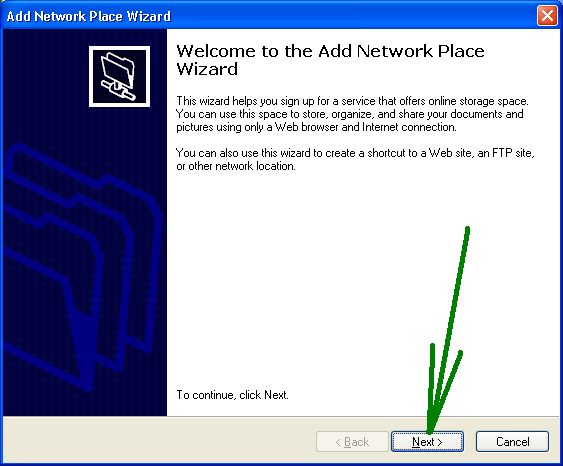 Add Network Place Wizard
Welcome to the Add Network Place
Wizard
This wizard helps you sign up for a service that offers online storage space.
You can use this space to store, organize, and share your documents and
pictures using only a Web browser and Internet connection.
You can also use this wizard to create a shortcut to a Web site, an FTP site,
or other network location.
To continue, click Next.
< Back
Next >
Cancel